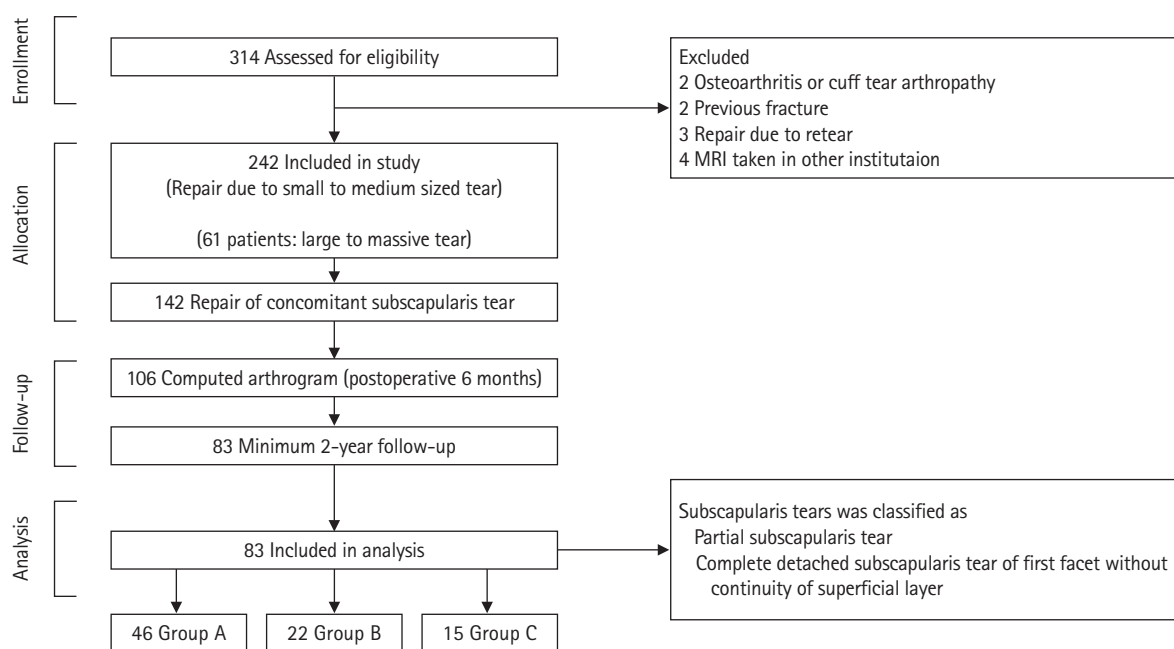 Enrollment
314 Assessed for eligibility
Excluded
2 Osteoarthritis or cuff tear arthropathy
2 Previous fracture
3 Repair due to retear
4 MRI taken in other institutaion
Allocation
242 Included in study
(Repair due to small to medium sized tear)
(61 patients: large to massive tear)
142 Repair of concomitant subscapularis tear
Follow-up
106 Computed arthrogram (postoperative 6 months)
83 Minimum 2-year follow-up
Analysis
83 Included in analysis
Subscapularis tears was classified as
Partial subscapularis tear
Complete detached subscapularis tear of first facet without
continuity of superficial layer
46 Group A
22 Group B
15 Group C